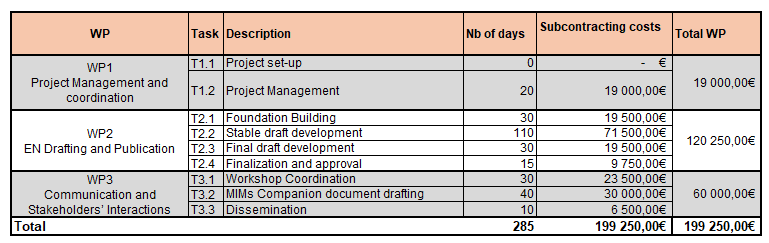 WP Task Description Nb of days Subcontracting costs Total WP
WP1
Project Management and
coordination
T1.1 Project set-up 0 - €
T1.2 Project Management 20 19 000,00€
19 000,00€
WP2
EN Drafting and Publication
T2.1 Foundation Building 30 19 500,00€
T2.2 Stable draft development 110 71 500,00€
T2.3 Final draft development 30 19 500,00€
T2.4 Finalization and approval 15 9 750,00€
120 250,00€
WP3
Communication and
Stakeholders’ Interactions
T3.1 Workshop Coordination 30 23 500,00€
T3.2 MIMs Companion document drafting 40 30 000,00€
T3.3 Dissemination 10 6 500,00€
60 000,00€
Total 285 199 250,00€ 199 250,00€